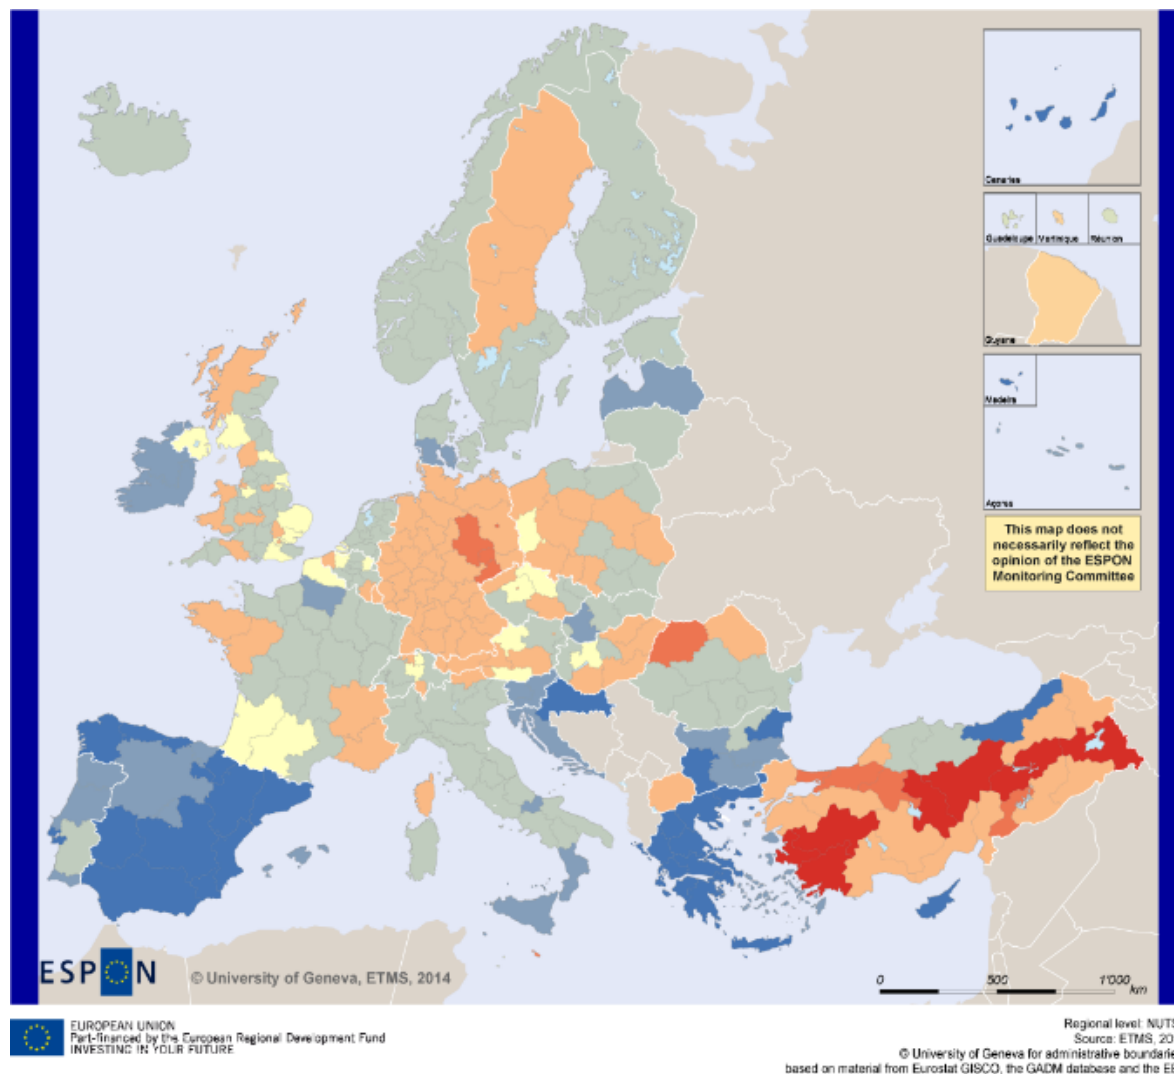 Canarias
Guadeloupe Martinique Réunion
Guyane
Madeira
Açores
This map does not
necessarily reflect the
opinion of the ESPON
Monitoring Committee
ESPON
© University of Geneva, ETMS, 2014
0 500 1'000
km
EUROPEAN UNION
Part-financed by the European Regional Development Fund
INVESTING IN YOUR FUTURE
Regional level: NUTS
Source: ETMS, 20
© University of Geneva for administrative boundarie
based on material from Eurostat GISCO, the GADM database and the ES